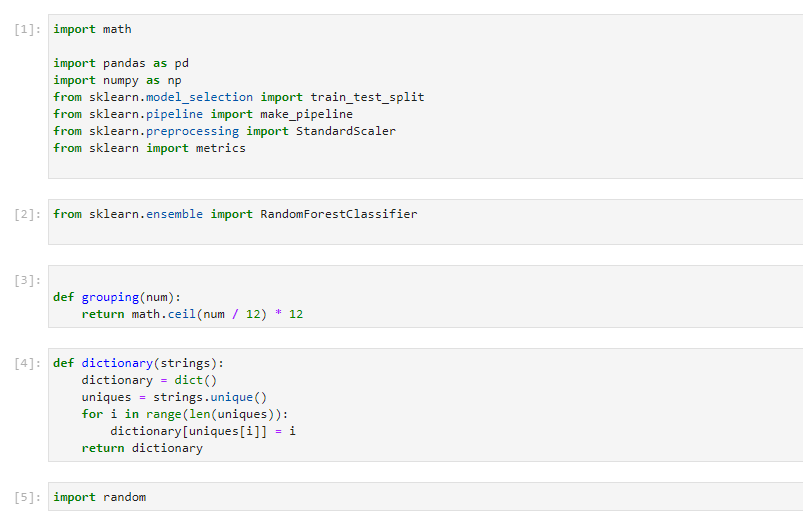 [1]: import math
import pandas as pd
import numpy as np
from sklearn.model_selection import train_test_split
from sklearn.pipeline import make_pipeline
from sklearn.preprocessing import StandardScaler
from sklearn import metrics
[2]: from sklearn.ensemble import RandomForestClassifier
[3]:
def grouping(num):
    return math.ceil(num / 12) * 12
[4]: def dictionary(strings):
    dictionary = dict()
    uniques = strings.unique()
    for i in range(len(uniques)):
        dictionary[uniques[i]] = i
    return dictionary
[5]: import random